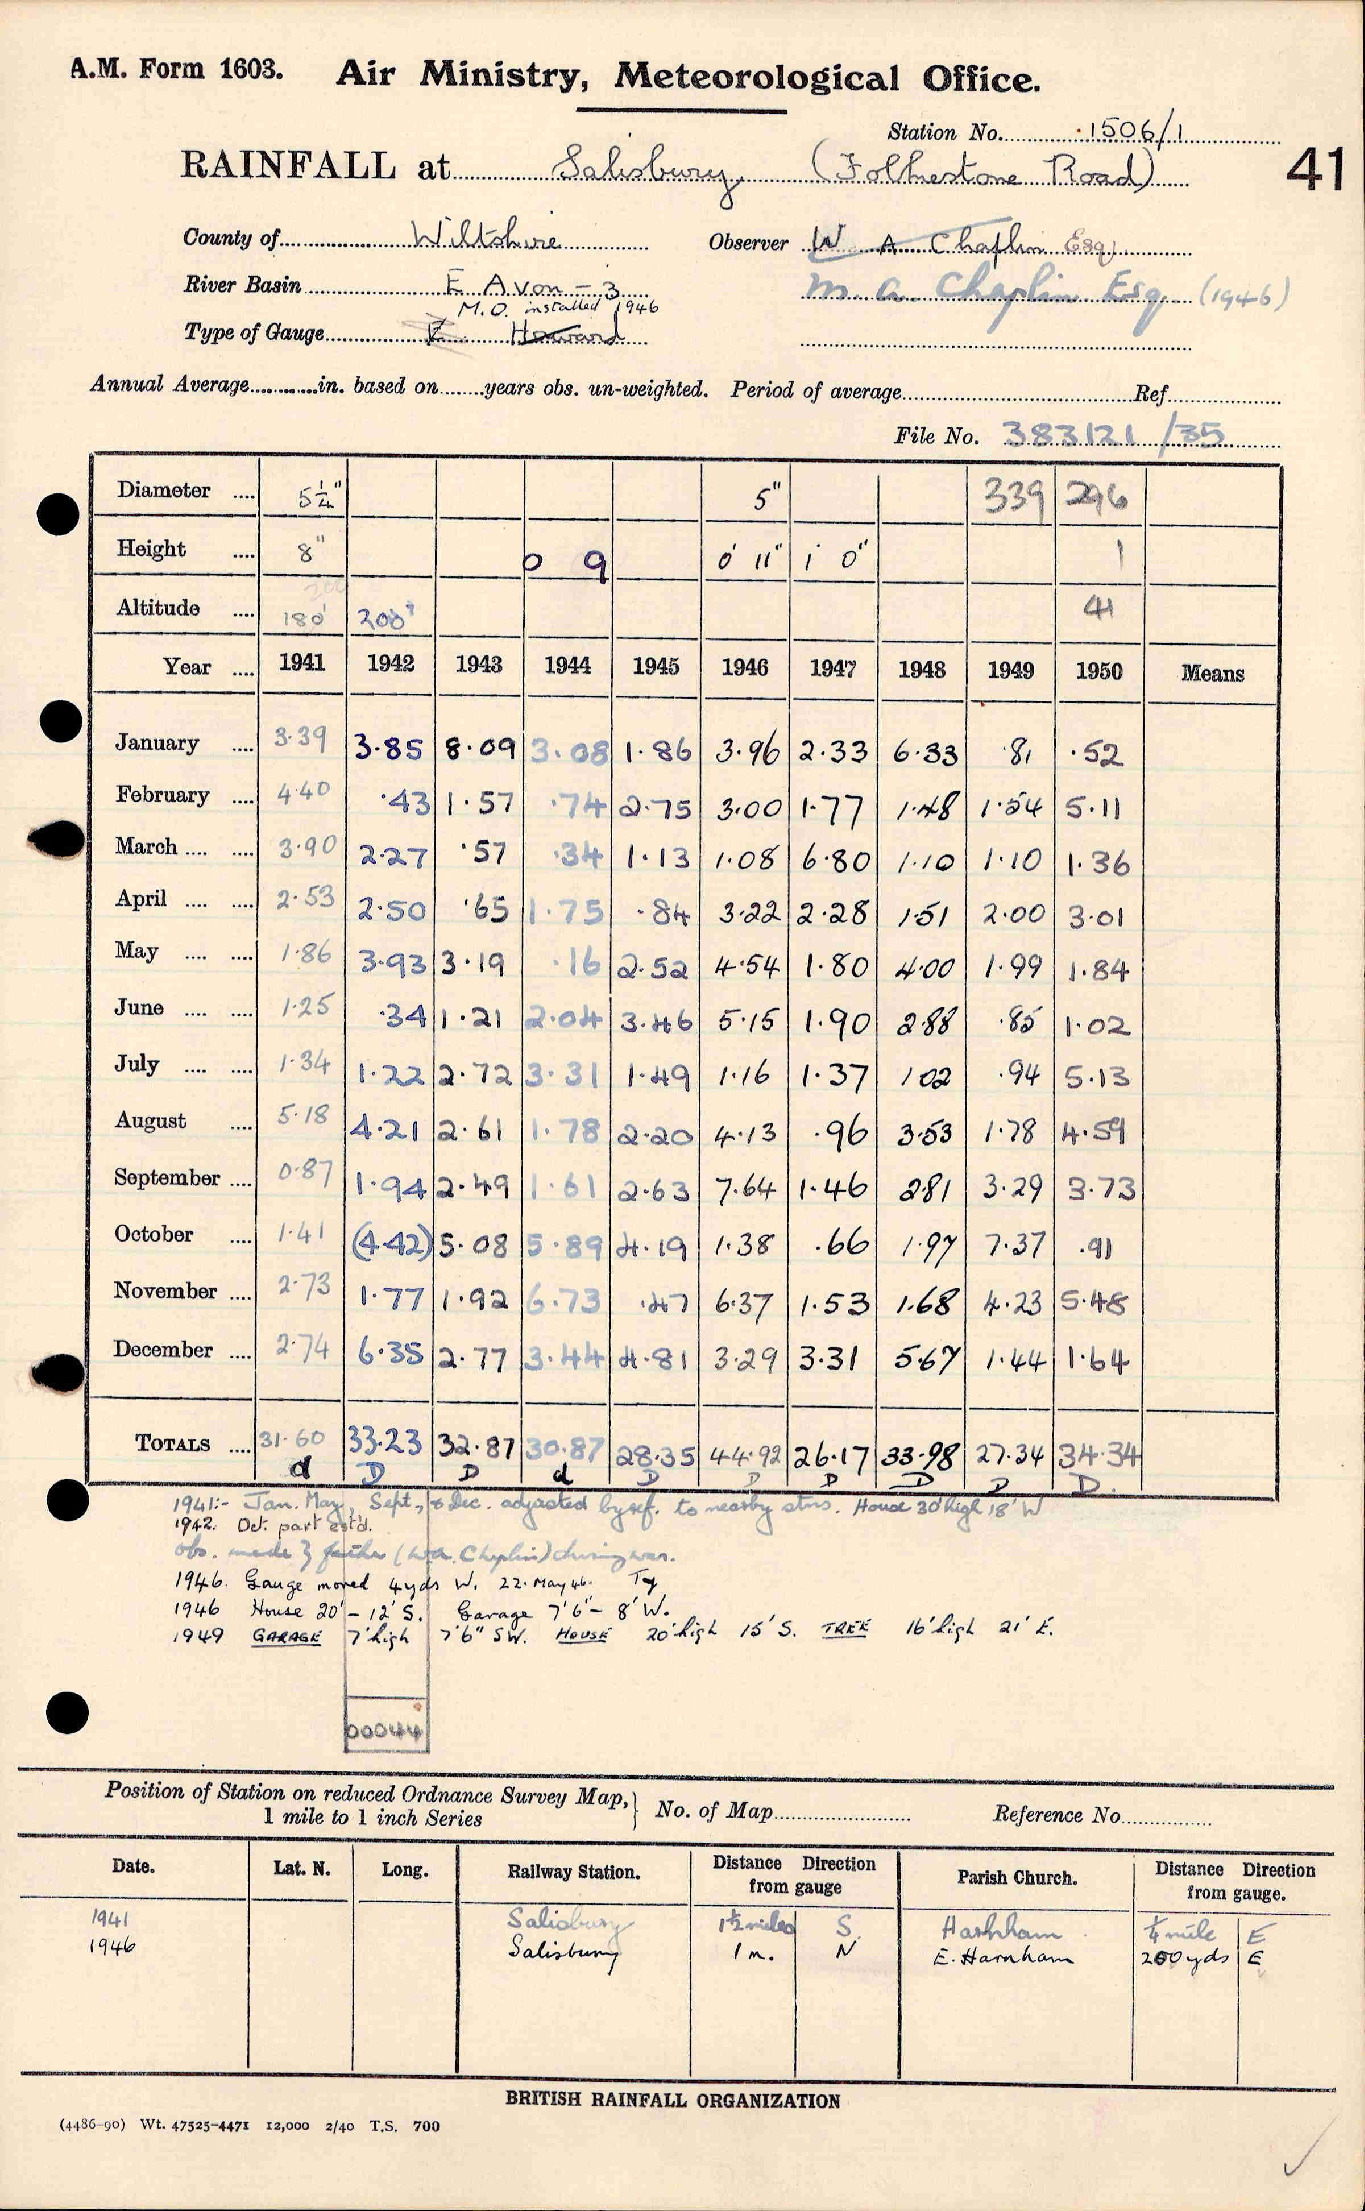 A.M. Form 1603. Air Ministry, Meteorological Office.
Station No. 1506/1
41
RAINFALL at Salisbury (Folkestone Road)
County of Wiltshire Observer W A Chaplin Esq.
River Basin E Avon - 3 M. A. Chaplin Esq. (1946)
M.O. installed 1946
Type of Gauge Howard
Annual Average in. based on years obs. un-weighted. Period of average Ref
File No. 383121/35
Diameter .... 5¼" 5" 339 296
Height .... 8" 0 9 0' 11" 1' 0" 1
200
Altitude .... 180' 200' 41
Year .... 1941 1942 1943 1944 1945 1946 1947 1948 1949 1950 Means
January .... 3.39 3.85 8.09 3.08 1.86 3.96 2.33 6.33 .81 .52
February .... 4.40 .43 1.57 .74 2.75 3.00 1.77 1.48 1.54 5.11
March .... .... 3.90 2.27 .57 .34 1.13 1.08 6.80 1.10 1.10 1.36
April .... .... 2.53 2.50 .65 1.75 .84 3.22 2.28 1.51 2.00 3.01
May .... .... 1.86 3.93 3.19 .16 2.52 4.54 1.80 4.00 1.99 1.84
June .... .... 1.25 .34 1.21 2.04 3.46 5.15 1.90 2.88 .85 1.02
July .... .... 1.34 1.22 2.72 3.31 1.49 1.16 1.37 1 02 .94 5.13
August .... 5.18 4.21 2.61 1.78 2.20 4.13 .96 3.53 1.78 4.59
September .... 0.87 1.94 2.49 1.61 2.63 7.64 1.46 2.81 3.29 3.73
October .... 1.41 (4.42) 5.08 5.89 4.19 1.38 .66 1.97 7.37 .91
November .... 2.73 1.77 1.92 6.73 .47 6.37 1.53 1.68 4.23 5.48
December .... 2.74 6.35 2.77 3.44 4.81 3.29 3.31 5.67 1.44 1.64
TOTALS .... 31.60 33.23 32.87 30.87 28.35 44.92 26.17 33.98 27.34 34.34
d D D d D D D D D D.
1941:- Jan. May, Sept., & Dec. adjusted by ref. to nearby stns. House 30' high 18' W
1942. Oct. part est'd.
Obs. made by father (W.A. Chaplin) during war.
1946. Gauge moved 4 yds W. 22. May 46.
1946 House 20' - 12' S. Garage 7'6" - 8' W.
1949 GARAGE 7' high 7'6" SW. HOUSE 20' high 15' S. TREE 16' high 21' E.
00044
Position of Station on reduced Ordnance Survey Map, } No. of Map Reference No
1 mile to 1 inch Series
Date. Lat. N. Long. Railway Station. Distance Direction from gauge Parish Church. Distance Direction from gauge.
1941 Salisbury 1½ miles S. Harnham ¼ mile E
1946 Salisbury 1 m. N E. Harnham 200 yds E
BRITISH RAINFALL ORGANIZATION
(4486-90) Wt. 47525-4471 12,000 2/40 T.S. 700